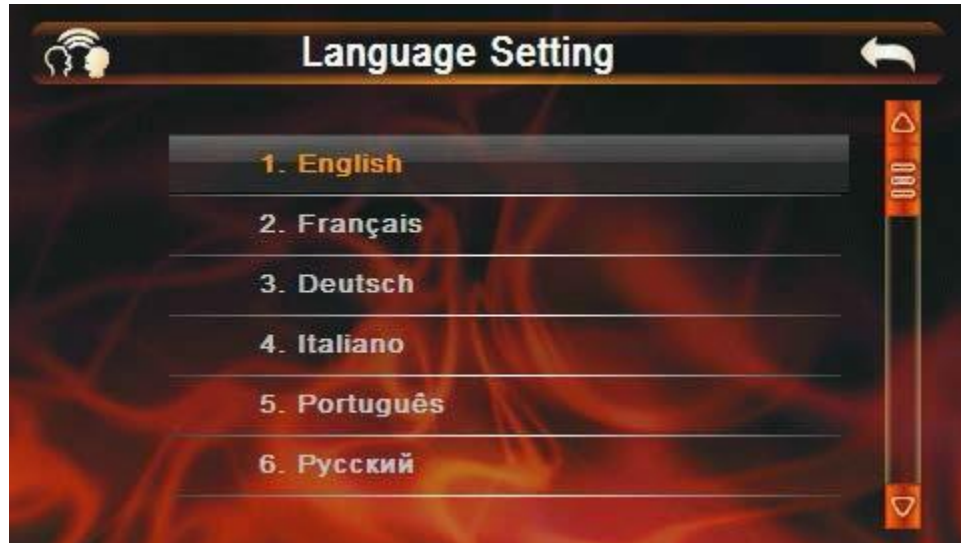 Language Setting
1. English
2. Français
3. Deutsch
4. Italiano
5. Português
6. Русский